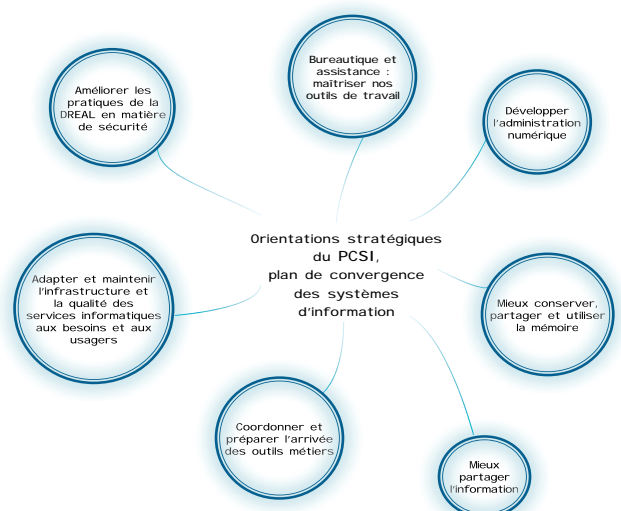 Bureautique et
assistance :
maîtriser nos
outils de travail
Améliorer les
pratiques de la
DREAL en matière
de sécurité
Développer
l'administration
numérique
Orientations stratégiques
du PCSI,
plan de convergence
des systèmes
d'information
Adapter et maintenir
l'infrastructure et
la qualité des
services informatiques
aux besoins et aux
usagers
Mieux conserver,
partager et utiliser
la mémoire
Coordonner et
préparer l'arrivée
des outils métiers
Mieux
partager
l'information